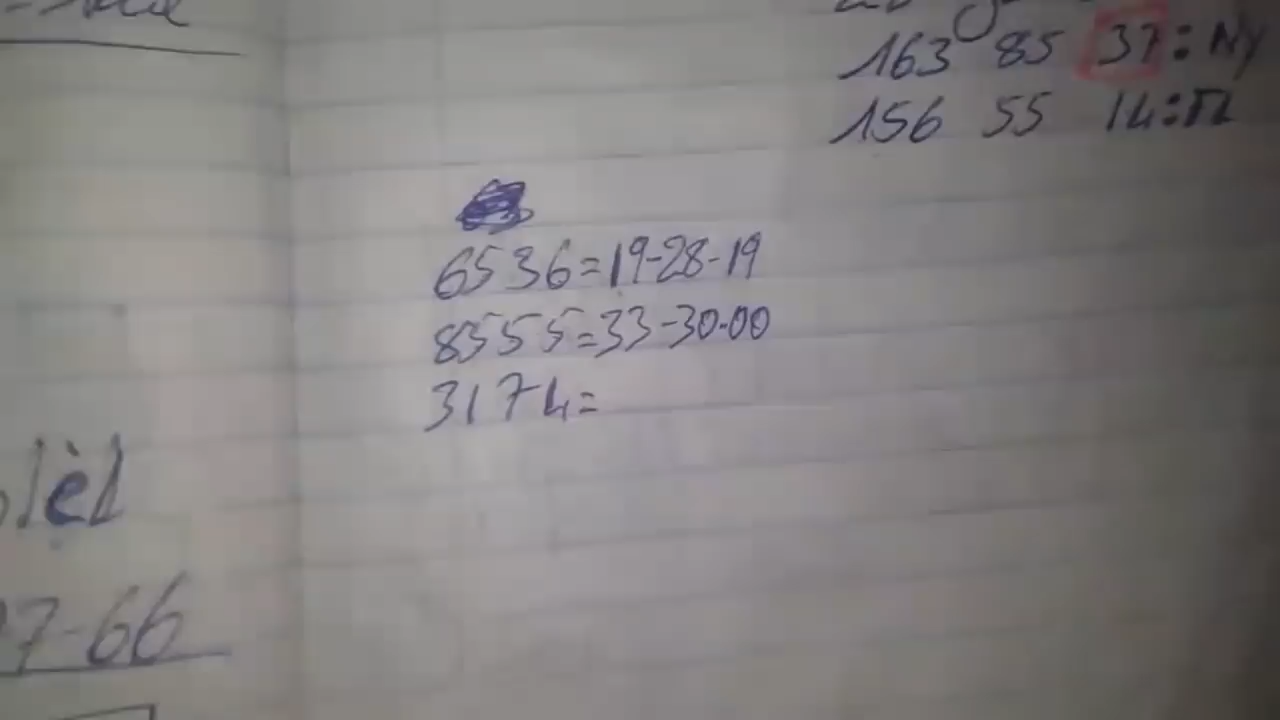 163 85 37: Ny
156 55 14: FL
6536=19-28-19
8555=33-30-00
3174=
7-66